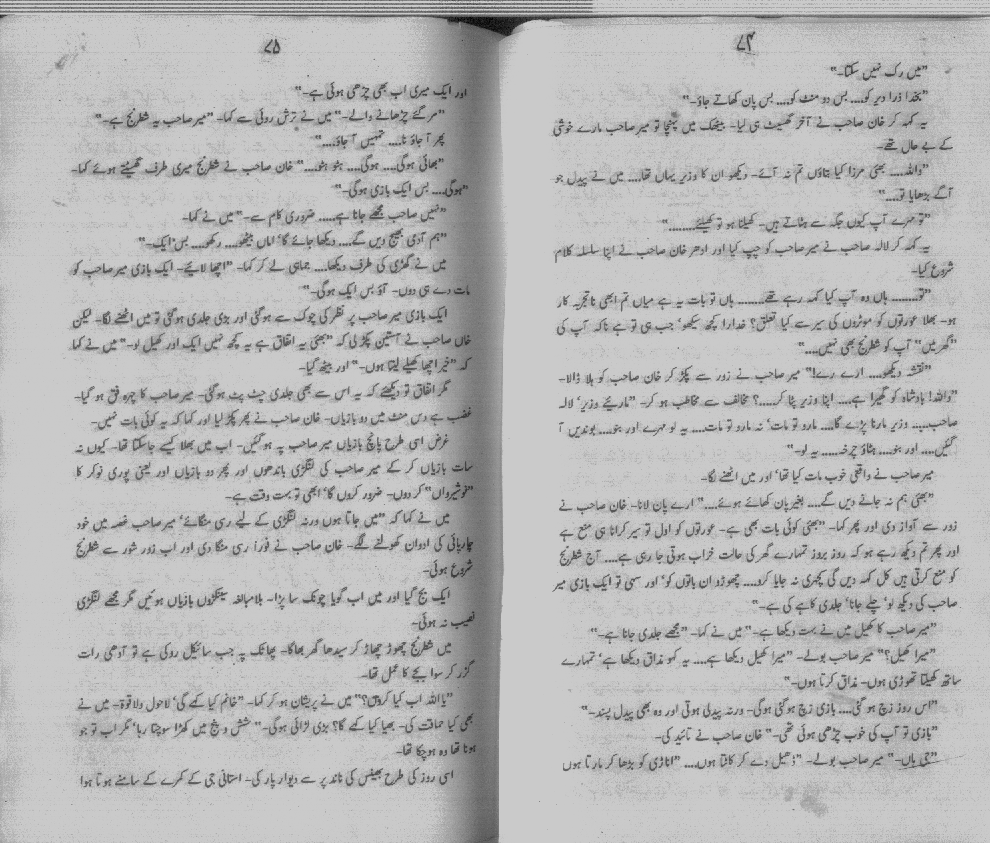 ۷۴
"میں رک نہیں سکتا۔"
"بخدا ذرا دیر کو.... بس دو منٹ کو.... بس پان کھاتے جاؤ۔"
یہ کہہ کر خان صاحب نے آخر گھسیٹ ہی لیا۔ بیٹھک میں پہنچا تو میر صاحب مارے خوشی
کے بے حال تھے۔
"واللہ.... بھئی مرزا کیا بتاؤں تم نہ آئے۔ دیکھو ان کا وزیر یہاں تھا.... میں نے پیدل جو
آگے بڑھایا تو...."
"تو مہرے آپ کیوں جگہ سے ہٹاتے ہیں۔ کھیلنا ہو تو کھیلئے........"
یہ کہہ کر لالہ صاحب نے میر صاحب کو چپ کیا اور ادھر خان صاحب نے اپنا سلسلہ کلام
شروع کیا۔
"تو........ ہاں وہ آپ کیا کہہ رہے تھے........ ہاں تو بات یہ ہے میاں تم ابھی ناتجربہ کار
ہو۔ بھلا عورتوں کو موٹروں کی سیر سے کیا تعلق؟ خدارا کچھ سیکھو' جب ہی تو ہے ناکہ آپ کی
"گھر میں" آپ کو شطرنج بھی نہیں...."
"نقشہ دیکھو.... ارے رے!" میر صاحب نے زور سے پکڑ کر خان صاحب کو ہلا ڈالا۔
"واللہ! بادشاہ کو گھیرا ہے.... اپنا وزیر پٹا کر....؟ مخالف سے مخاطب ہو کر۔ "ماریئے وزیر' لالہ
صاحب.... وزیر مارنا پڑے گا.... مارو تو مات' نہ مارو تو مات.... یہ لو مہرے اور بنو.... بوندیں آ
گئیں.... اور بنو.... ہٹاؤ چرخہ.... یہ لو۔"
میر صاحب نے واقعی خوب مات کیا تھا' اور میں اٹھنے لگا۔
"بھئی ہم نہ جانے دیں گے.... بغیر پان کھائے ہوئے...." ارے پان لانا۔ خان صاحب نے
زور سے آواز دی اور پھر کہا۔ "بھئی کوئی بات بھی ہے۔ عورتوں کو اول تو سیر کرانا ہی منع ہے
اور پھر تم دیکھ رہے ہو کہ روز بروز تمہارے گھر کی حالت خراب ہوتی جا رہی ہے.... آج شطرنج
کو منع کرتی ہیں کل کہہ دیں گی کچہری نہ جایا کرو.... چھوڑو ان باتوں کو' اور سنی تو ایک بازی میر
صاحب کی دیکھ لو' چلے جانا' جلدی کاہے کی ہے۔"
"میر صاحب کا کھیل میں نے بہت دیکھا ہے۔" میں نے کہا۔ "مجھے جلدی جانا ہے۔"
"میرا کھیل؟" میر صاحب بولے۔ "میرا کھیل دیکھا ہے.... یہ کہو مذاق دیکھا ہے' تمہارے
ساتھ کھیلتا تھوڑی ہوں۔ مذاق کرتا ہوں۔"
"اس روز زچ ہو گئی.... بازی زچ ہوگئی ہوگی۔ ورنہ پیدلی ہوتی اور وہ بھی پیدل پسند۔"
"بازی تو آپ کی خوب چڑھی ہوئی تھی۔" خان صاحب نے تائید کی۔
"جی ہاں۔" میر صاحب بولے۔ "ڈھیل دے کر کاٹتا ہوں.... "اناڑی کو بڑھا کر مارتا ہوں
۷۵
اور ایک میری اب بھی چڑھی ہوئی ہے۔"
"مر گئے چڑھانے والے۔" میں نے ترش روئی سے کہا۔ "میر صاحب یہ شطرنج ہے۔"
پھر آ جاؤ نا.... تمہیں آ جاؤ...."
"بھائی ہوگی.... ہوگی.... ہٹو ہٹو...." خان صاحب نے شطرنج میری طرف گھسیٹتے ہوئے کہا۔
"ہوگی.... بس ایک بازی ہوگی۔"
"نہیں صاحب مجھے جانا ہے.... ضروری کام سے۔" میں نے کہا۔
"ہم آدمی بھیج دیں گے.... دیکھا جائے گا' اماں بیٹھو.... رکھو.... بس' ایک۔"
میں نے گھڑی کی طرف دیکھا.... جماہی لے کر کہا۔ "اچھا لائیے۔ ایک بازی میر صاحب کو
مات دے ہی دوں۔ آؤ بس ایک ہوگی۔"
ایک بازی میر صاحب پر نظر کی چوک سے ہوگئی اور بڑی جلدی ہوگئی تو میں اٹھنے لگا۔ لیکن
خاں صاحب نے آستین پکڑ لی کہ "بھئی یہ اتفاق ہے یہ کچھ نہیں ایک اور کھیل لو۔" میں نے کہا
کہ "خیر اچھا کھیلے لیتا ہوں۔" اور بیٹھ گیا۔
مگر اتفاق تو دیکھئے کہ یہ اس سے بھی جلدی چٹ پٹ ہوگئی۔ میر صاحب کا چہرہ فق ہو گیا۔
غضب ہے دس منٹ میں دو بازیاں۔ خان صاحب نے پھر پکڑ لیا اور کہا کہ یہ کوئی بات نہیں۔
غرض اسی طرح پانچ بازیاں میر صاحب پہ ہوگئیں۔ اب میں بھلا کیسے جاسکتا تھا۔ کیوں نہ
سات بازیاں کر کے میر صاحب کی لنگڑی باندھوں اور پھر دو بازیاں اور لیعنی پوری نوکر کا
"نوشیرواں" کر دوں۔ ضرور کروں گا' ابھی تو بہت وقت ہے۔
میں نے کہا کہ "میں جاتا ہوں ورنہ لنگڑی کے لیے رسی منگائے' میر صاحب غصہ میں خود
چارپائی کی ادوان کھولنے لگے۔ خان صاحب نے فوراً رسی منگا دی اور اب زور شور سے شطرنج
شروع ہوئی۔
ایک بج گیا اور میں اب گویا چونک سا پڑا۔ بلامبالغہ سینکڑوں بازیاں ہوئیں مگر مجھے لنگڑی
نصیب نہ ہوئی۔
میں شطرنج چھوڑ چھاڑ کر سیدھا گھر بھاگا۔ پھاٹک پہ جب سائیکل روکی ہے تو آدھی رات
گزر کر سوا بجے کا عمل تھا۔
"یا اللہ اب کیا کروں؟" میں نے پریشان ہو کر کہا۔ "خانم کیا کہے گی' لاحول ولا قوۃ۔ میں نے
بھی کیا حماقت کی۔ بھیا کیا کہے گا؟ بڑی لڑائی ہوگی۔" شش و پنج میں کھڑا سوچتا رہا' مگر اب تو جو
ہونا تھا وہ ہوچکا تھا۔
اسی روز کی طرح بھینس کی ناند پر سے دیوار پار کی۔ استانی جی کے کمرے کے سامنے ہوتا ہوا